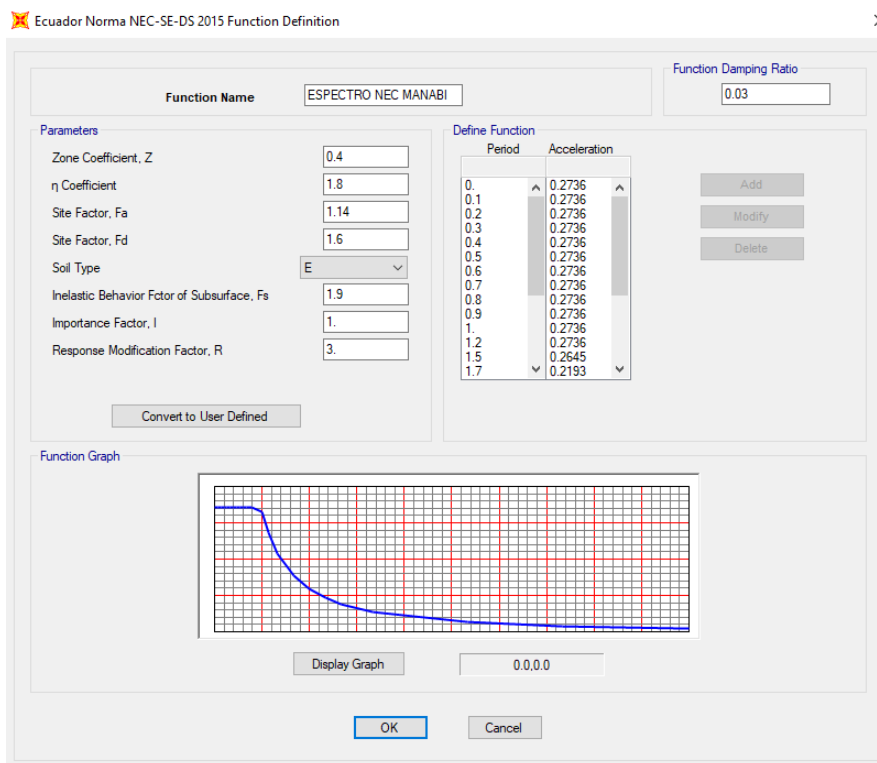 Ecuador Norma NEC-SE-DS 2015 Function Definition
Function Name
ESPECTRO NEC MANABI
Function Damping Ratio
0.03
Parameters
Zone Coefficient, Z 0.4
η Coefficient 1.8
Site Factor, Fa 1.14
Site Factor, Fd 1.6
Soil Type E
Inelastic Behavior Fctor of Subsurface, Fs 1.9
Importance Factor, I 1.
Response Modification Factor, R 3.
Convert to User Defined
Define Function
Period Acceleration
0. 0.2736
0.1 0.2736
0.2 0.2736
0.3 0.2736
0.4 0.2736
0.5 0.2736
0.6 0.2736
0.7 0.2736
0.8 0.2736
0.9 0.2736
1. 0.2736
1.2 0.2736
1.5 0.2645
1.7 0.2193
Add
Modify
Delete
Function Graph
Display Graph
0.0,0.0
OK
Cancel